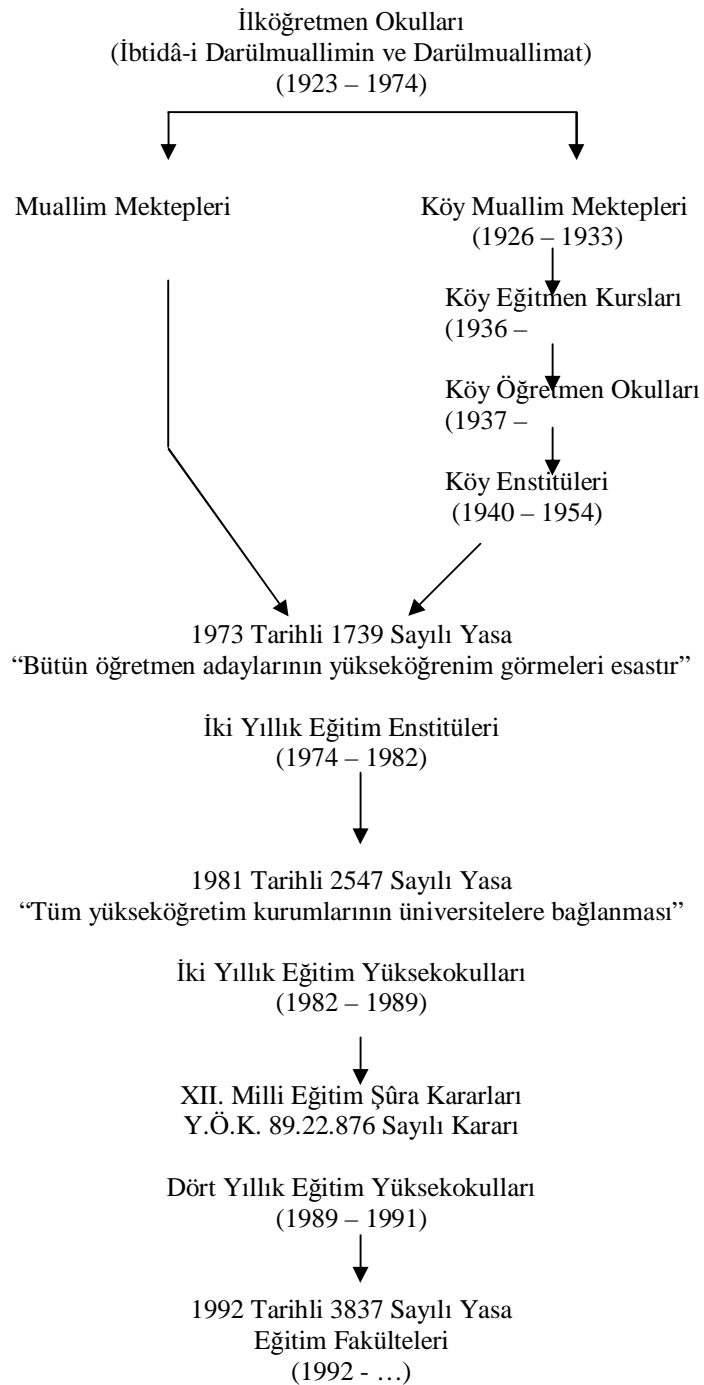 İlköğretmen Okulları
(İbtidâ-i Darülmuallimin ve Darülmuallimat)
(1923 – 1974)
Muallim Mektepleri
Köy Muallim Mektepleri
(1926 – 1933)
Köy Eğitmen Kursları
(1936 –
Köy Öğretmen Okulları
(1937 –
Köy Enstitüleri
(1940 – 1954)
1973 Tarihli 1739 Sayılı Yasa
“Bütün öğretmen adaylarının yükseköğrenim görmeleri esastır”
İki Yıllık Eğitim Enstitüleri
(1974 – 1982)
1981 Tarihli 2547 Sayılı Yasa
“Tüm yükseköğretim kurumlarının üniversitelere bağlanması”
İki Yıllık Eğitim Yüksekokulları
(1982 – 1989)
XII. Milli Eğitim Şûra Kararları
Y.Ö.K. 89.22.876 Sayılı Kararı
Dört Yıllık Eğitim Yüksekokulları
(1989 – 1991)
1992 Tarihli 3837 Sayılı Yasa
Eğitim Fakülteleri
(1992 - …)